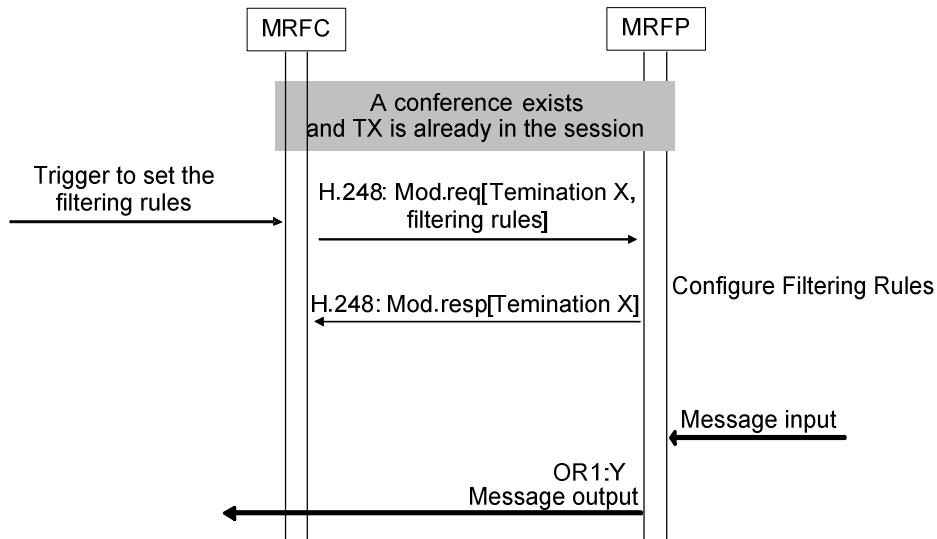 MRFC
MRFP
A conference exists
and TX is already in the session
Trigger to set the
filtering rules
H.248: Mod.req[Temination X,
filtering rules]
Configure Filtering Rules
H.248: Mod.resp[Temination X]
Message input
OR1:Y
Message output